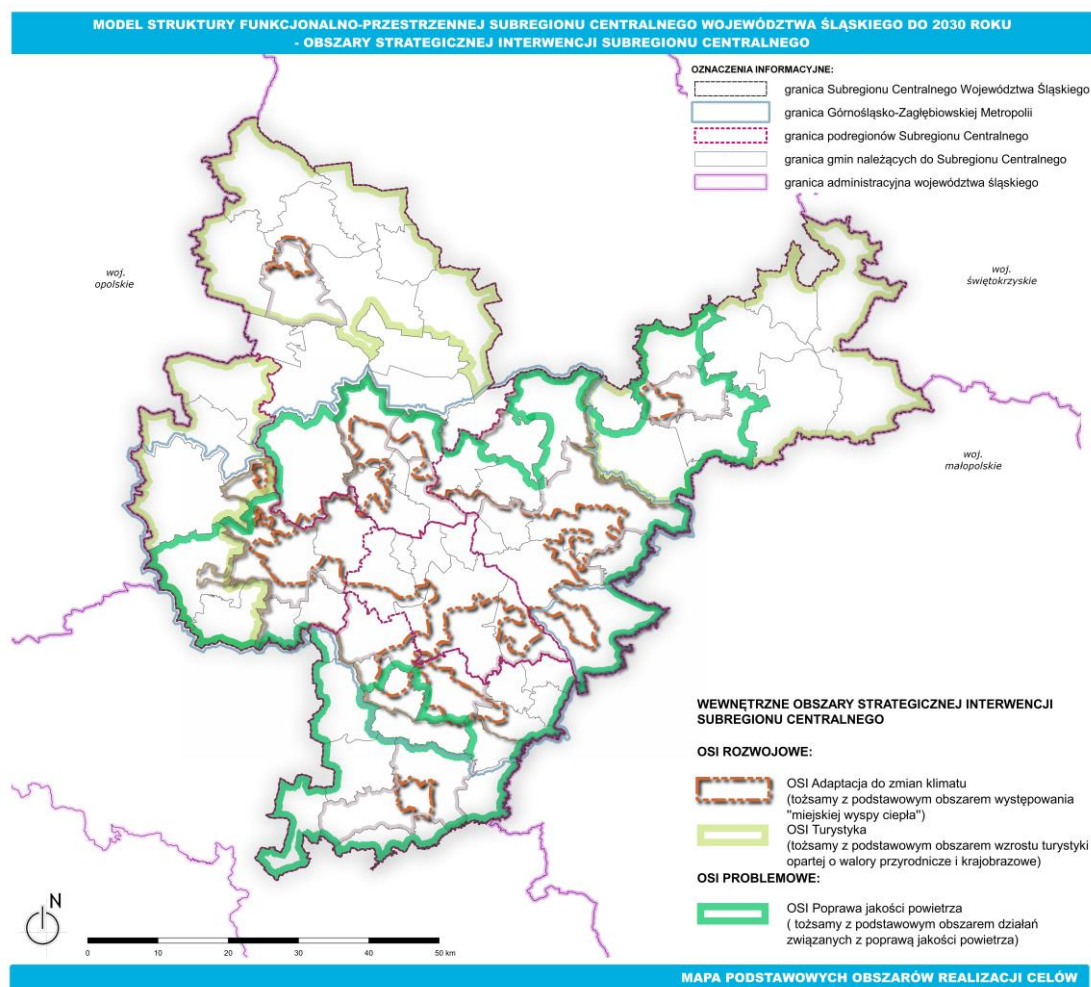 MODEL STRUKTURY FUNKCJONALNO-PRZESTRZENNEJ SUBREGIONU CENTRALNEGO WOJEWÓDZTWA ŚLĄSKIEGO DO 2030 ROKU
- OBSZARY STRATEGICZNEJ INTERWENCJI SUBREGIONU CENTRALNEGO
OZNACZENIA INFORMACYJNE:
granica Subregionu Centralnego Województwa Śląskiego
granica Górnośląsko-Zagłębiowskiej Metropolii
granica podregionów Subregionu Centralnego
granica gmin należących do Subregionu Centralnego
granica administracyjna województwa śląskiego
woj.
opolskie
woj.
świętokrzyskie
woj.
małopolskie
WEWNĘTRZNE OBSZARY STRATEGICZNEJ INTERWENCJI
SUBREGIONU CENTRALNEGO
OSI ROZWOJOWE:
OSI Adaptacja do zmian klimatu
(tożsamy z podstawowym obszarem występowania
"miejskiej wyspy ciepła")
OSI Turystyka
(tożsamy z podstawowym obszarem wzrostu turystyki
opartej o walory przyrodnicze i krajobrazowe)
OSI PROBLEMOWE:
OSI Poprawa jakości powietrza
( tożsamy z podstawowym obszarem działań
związanych z poprawą jakości powietrza)
N
0 10 20 30 40 50 km
MAPA PODSTAWOWYCH OBSZARÓW REALIZACJI CELÓW